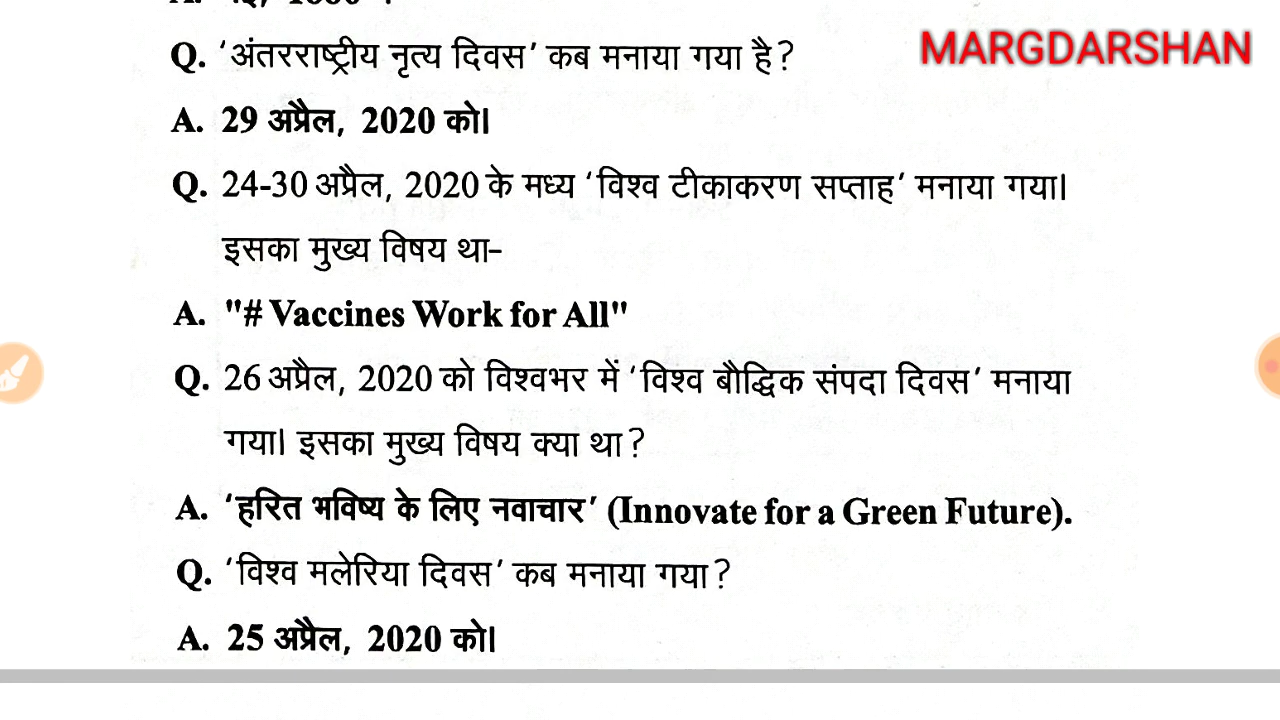 MARGDARSHAN
Q. ‘अंतरराष्ट्रीय नृत्य दिवस’ कब मनाया गया है?
A. 29 अप्रैल, 2020 को।
Q. 24-30 अप्रैल, 2020 के मध्य ‘विश्व टीकाकरण सप्ताह’ मनाया गया।
इसका मुख्य विषय था-
A. "# Vaccines Work for All"
Q. 26 अप्रैल, 2020 को विश्वभर में ‘विश्व बौद्धिक संपदा दिवस’ मनाया
गया। इसका मुख्य विषय क्या था?
A. ‘हरित भविष्य के लिए नवाचार’ (Innovate for a Green Future).
Q. ‘विश्व मलेरिया दिवस’ कब मनाया गया?
A. 25 अप्रैल, 2020 को।